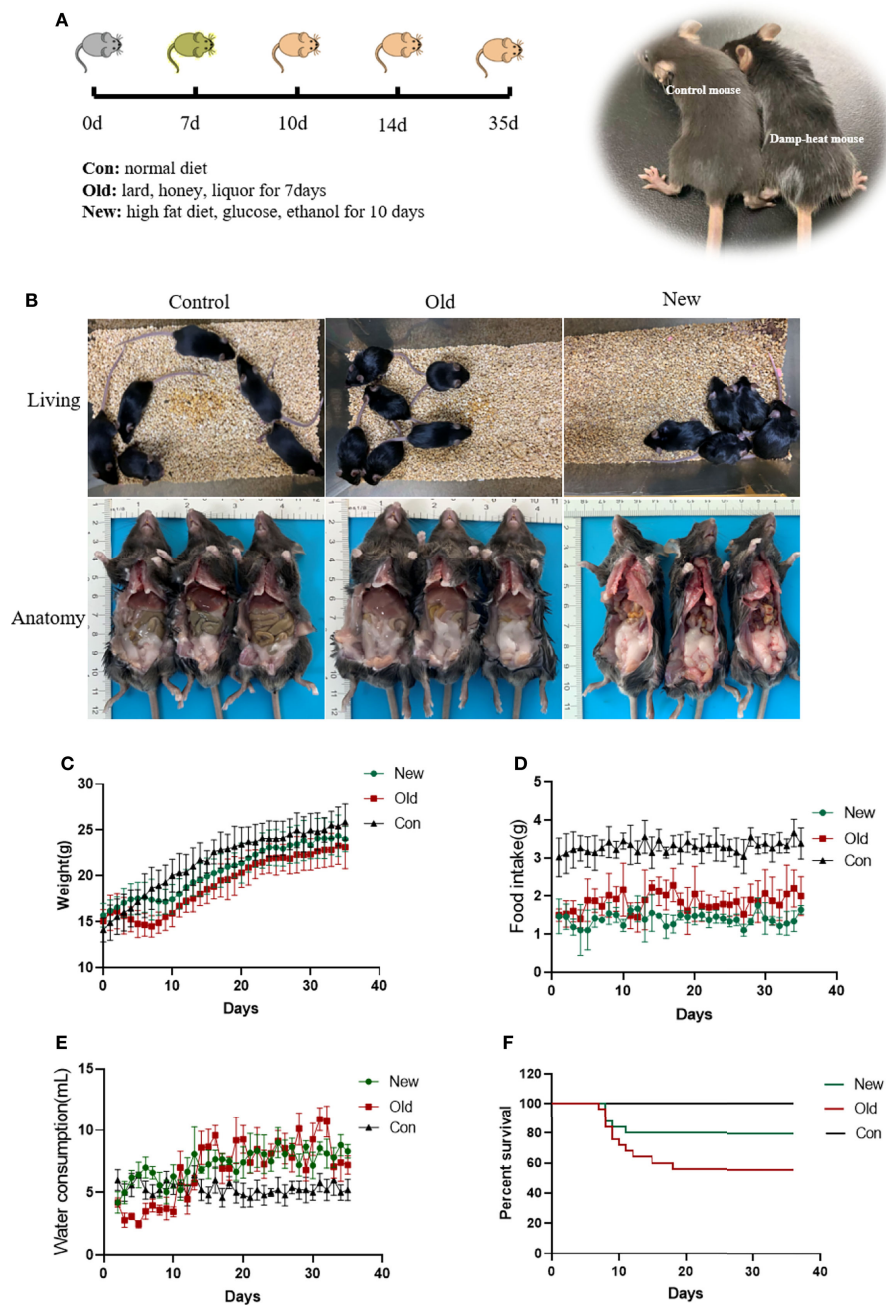 A
0d 7d 10d 14d 35d
Con: normal diet
Old: lard, honey, liquor for 7days
New: high fat diet, glucose, ethanol for 10 days
Control mouse
Damp-heat mouse
B
Control Old New
Living
Anatomy
C
Weight(g)
30
25
20
15
10
0 10 20 30 40
Days
New
Old
Con
D
Food intake(g)
5
4
3
2
1
0
0 10 20 30 40
Days
New
Old
Con
E
Water consumption(mL)
15
10
5
0
0 10 20 30 40
Days
New
Old
Con
F
Percent survival
120
100
80
60
40
20
0
0 10 20 30 40
Days
New
Old
Con